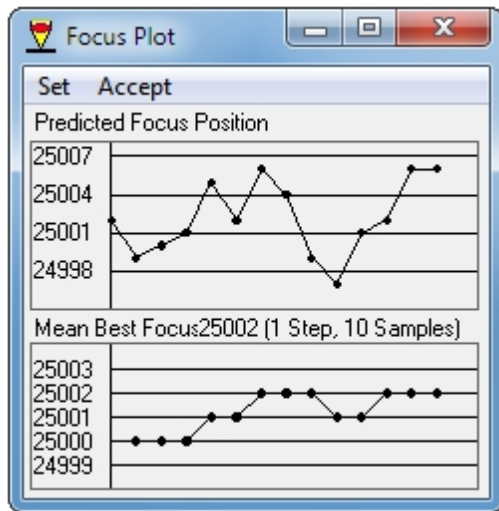 Focus Plot
Set Accept
Predicted Focus Position
25007
25004
25001
24998
Mean Best Focus25002 (1 Step, 10 Samples)
25003
25002
25001
25000
24999